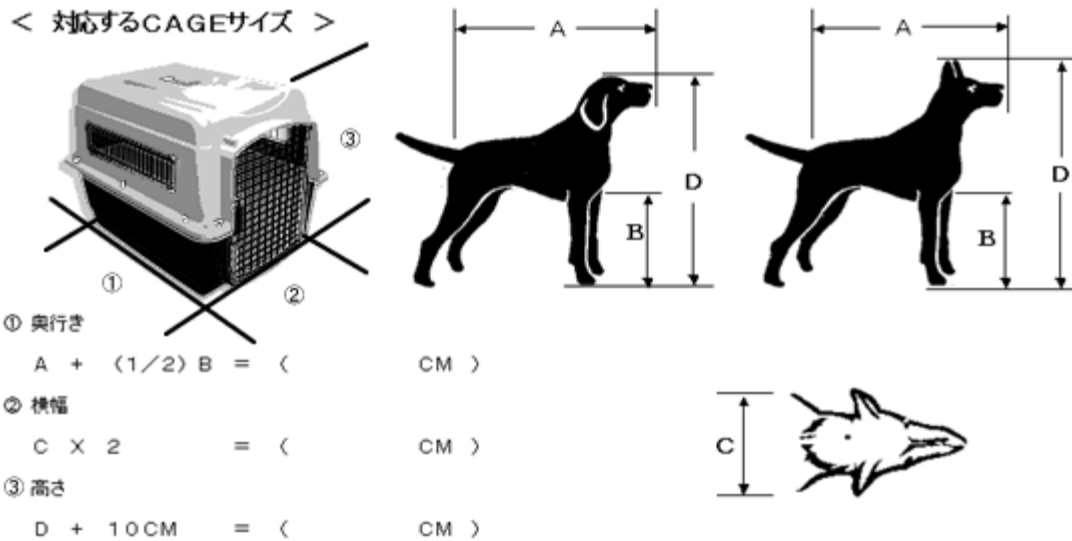 < 対応するCAGEサイズ >
A
A
③
D
D
B
B
①
②
① 奥行き
A + (1/2)B = ( CM )
② 横幅
C
C X 2 = ( CM )
③ 高さ
D + 10CM = ( CM )